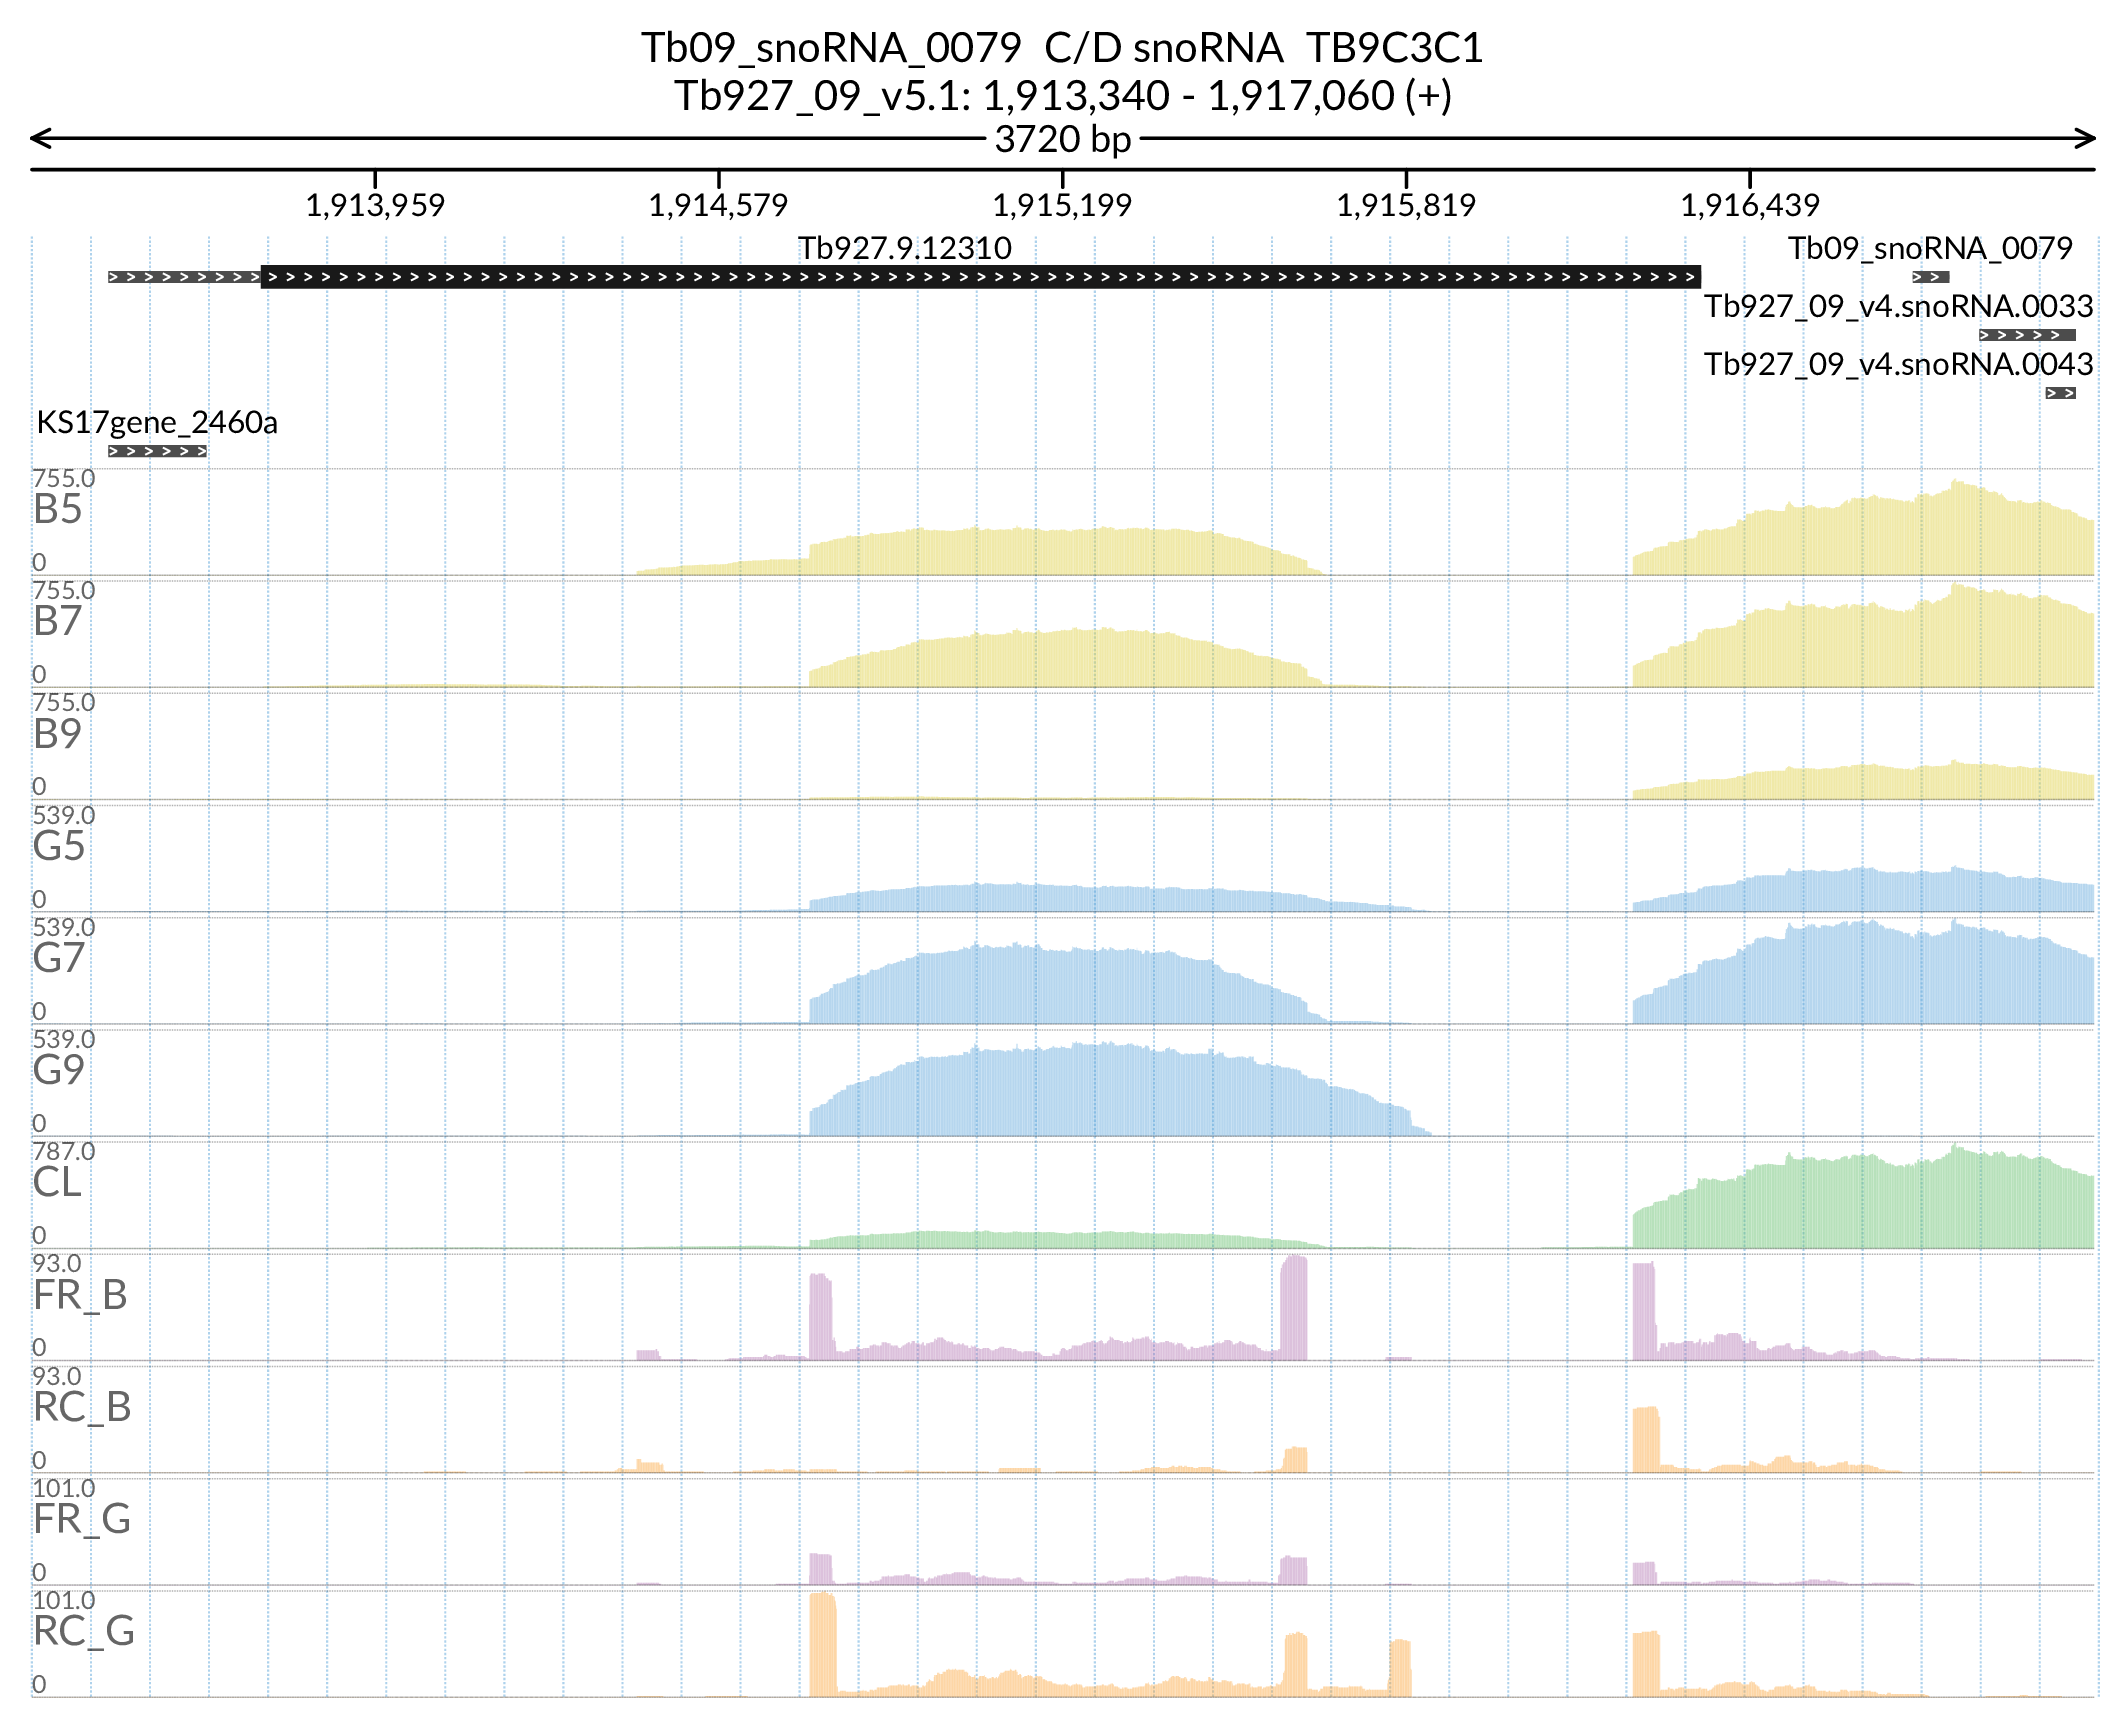 Tb09_snoRNA_0079 C/D snoRNA TB9C3C1
Tb927_09_v5.1: 1,913,340 - 1,917,060 (+)
3720 bp
1,913,959 1,914,579 1,915,199 1,915,819 1,916,439
Tb927.9.12310 Tb09_snoRNA_0079
Tb927_09_v4.snoRNA.0033
Tb927_09_v4.snoRNA.0043
KS17gene_2460a
755.0
B5
0
755.0
B7
0
755.0
B9
0
539.0
G5
0
539.0
G7
0
539.0
G9
0
787.0
CL
0
93.0
FR_B
0
93.0
RC_B
0
101.0
FR_G
0
101.0
RC_G
0